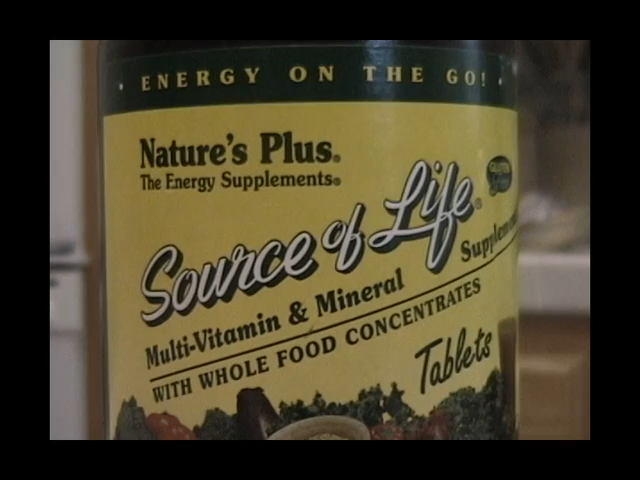 ENERGY ON THE GO!
Nature's Plus®
The Energy Supplements®
Source of Life®
Multi-Vitamin & Mineral
WITH WHOLE FOOD CONCENTRATES
Tablets